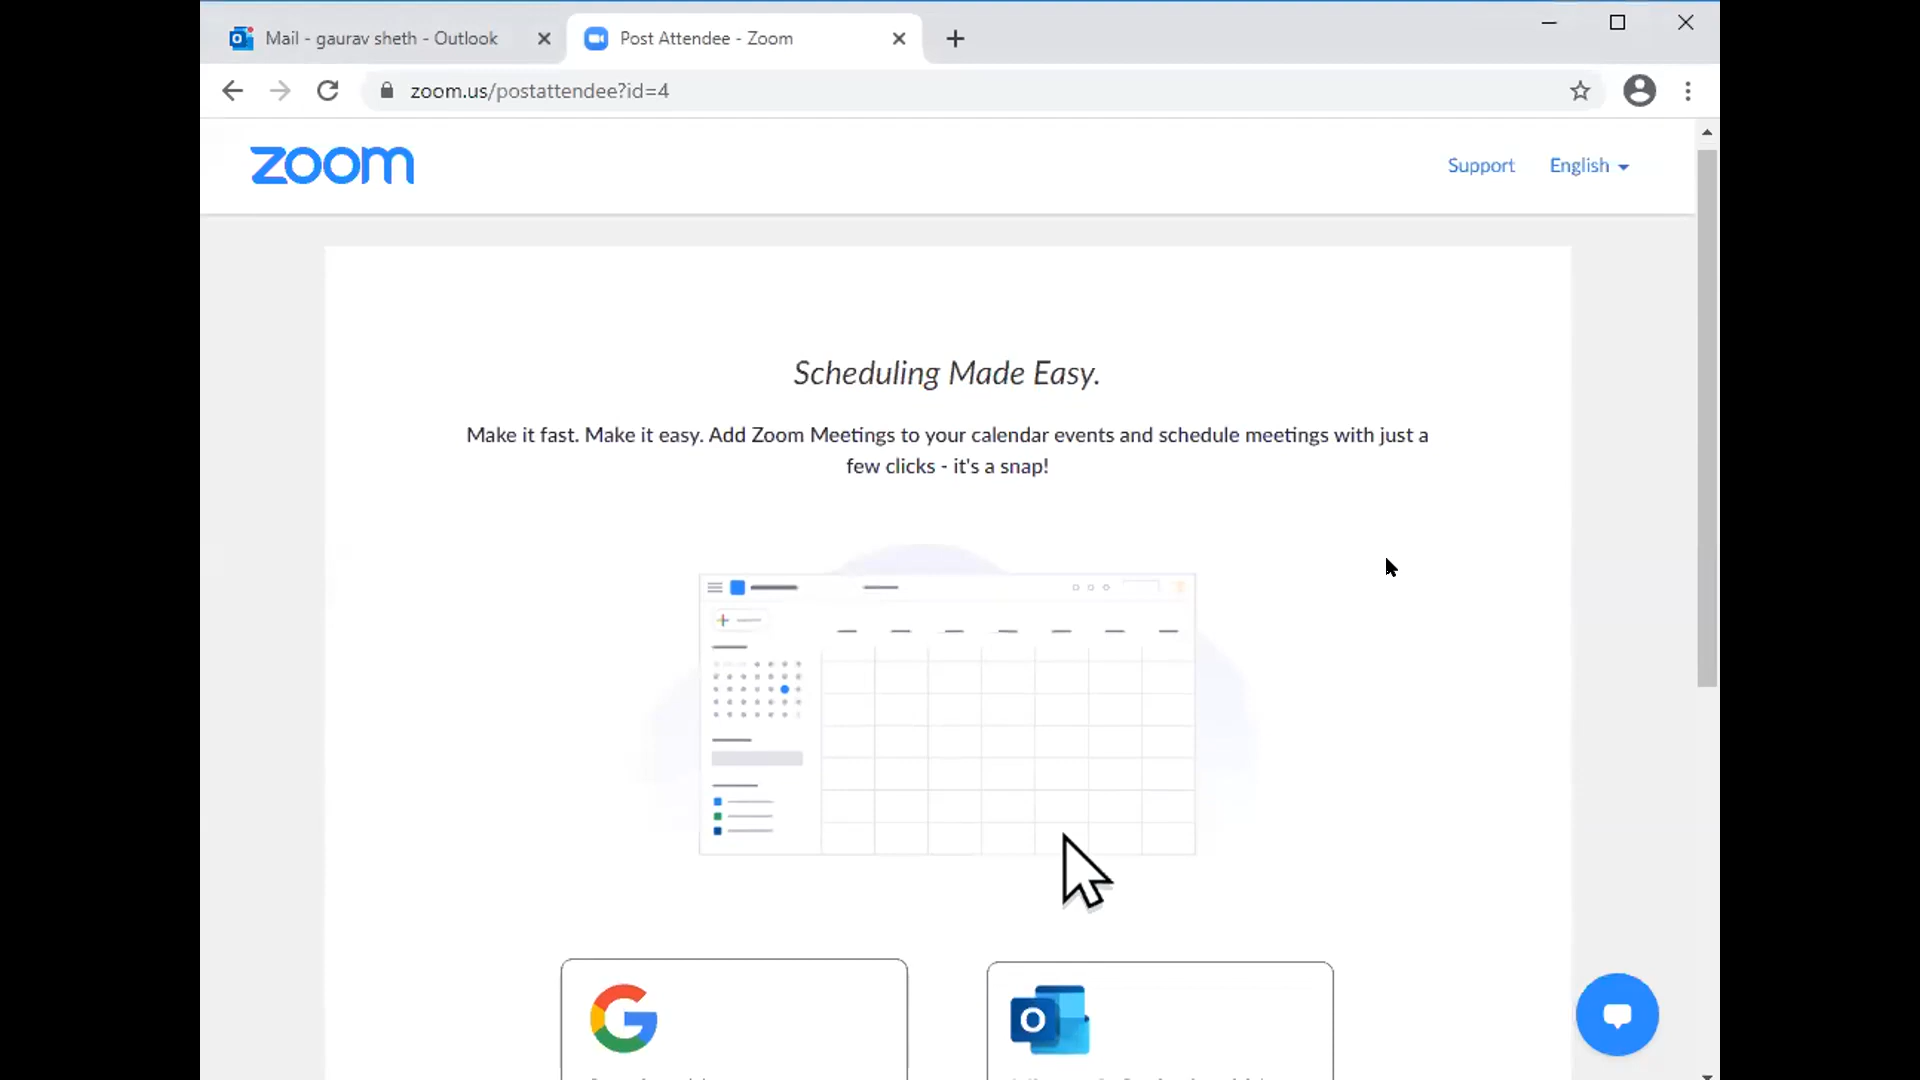 Mail - gaurav sheth - Outlook
Post Attendee - Zoom
zoom.us/postattendee?id=4
zoom
Support
English
Scheduling Made Easy.
Make it fast. Make it easy. Add Zoom Meetings to your calendar events and schedule meetings with just a
few clicks - it's a snap!